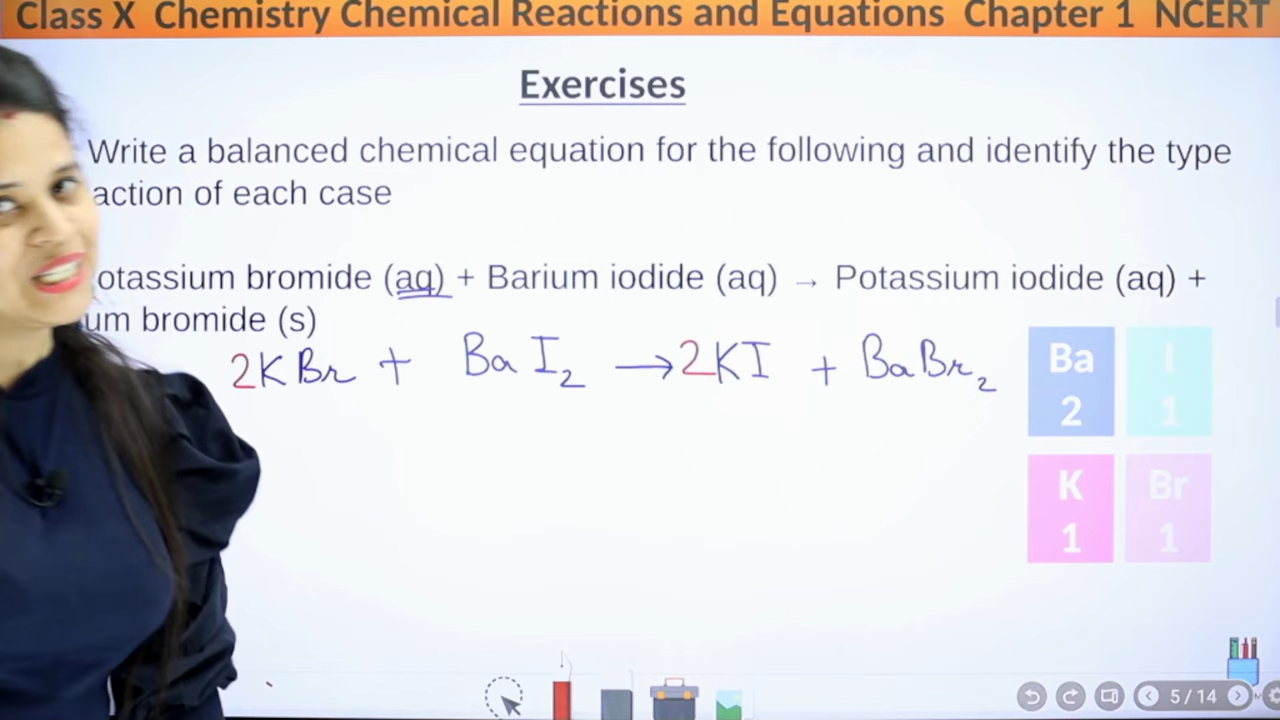 Class X Chemistry Chemical Reactions and Equations Chapter 1 NCERT
Exercises
Write a balanced chemical equation for the following and identify the type
action of each case
otassium bromide (aq) + Barium iodide (aq) → Potassium iodide (aq) +
um bromide (s)
2KBr + BaI₂ → 2KI + BaBr₂
Ba I
2 1
K Br
1 1
5 / 14